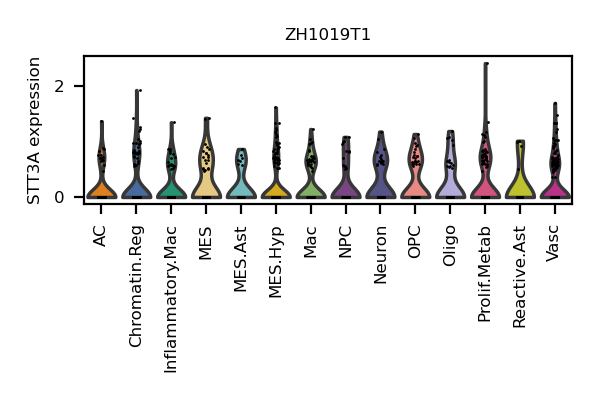 ZH1019T1
STT3A expression
2
0
AC
Chromatin.Reg
Inflammatory.Mac
MES
MES.Ast
MES.Hyp
Mac
NPC
Neuron
OPC
Oligo
Prolif.Metab
Reactive.Ast
Vasc